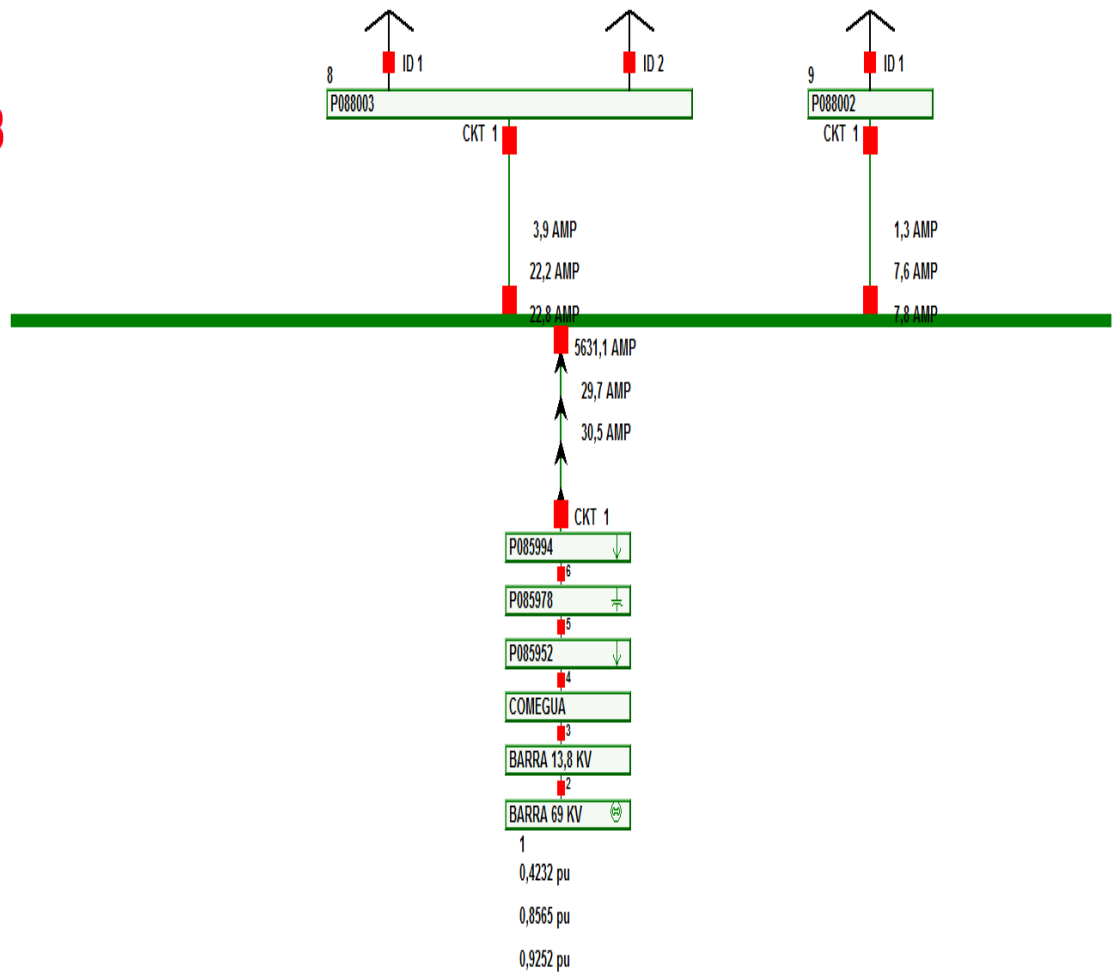 ID 1
ID 2
ID 1
8
9
P088003
P088002
CKT 1
CKT 1
3,9 AMP
1,3 AMP
22,2 AMP
7,6 AMP
22,8 AMP
7,8 AMP
5631,1 AMP
29,7 AMP
30,5 AMP
CKT 1
P085994
6
P085978
5
P085952
4
COMEGUA
3
BARRA 13,8 KV
2
BARRA 69 KV
1
0,4232 pu
0,8565 pu
0,9252 pu